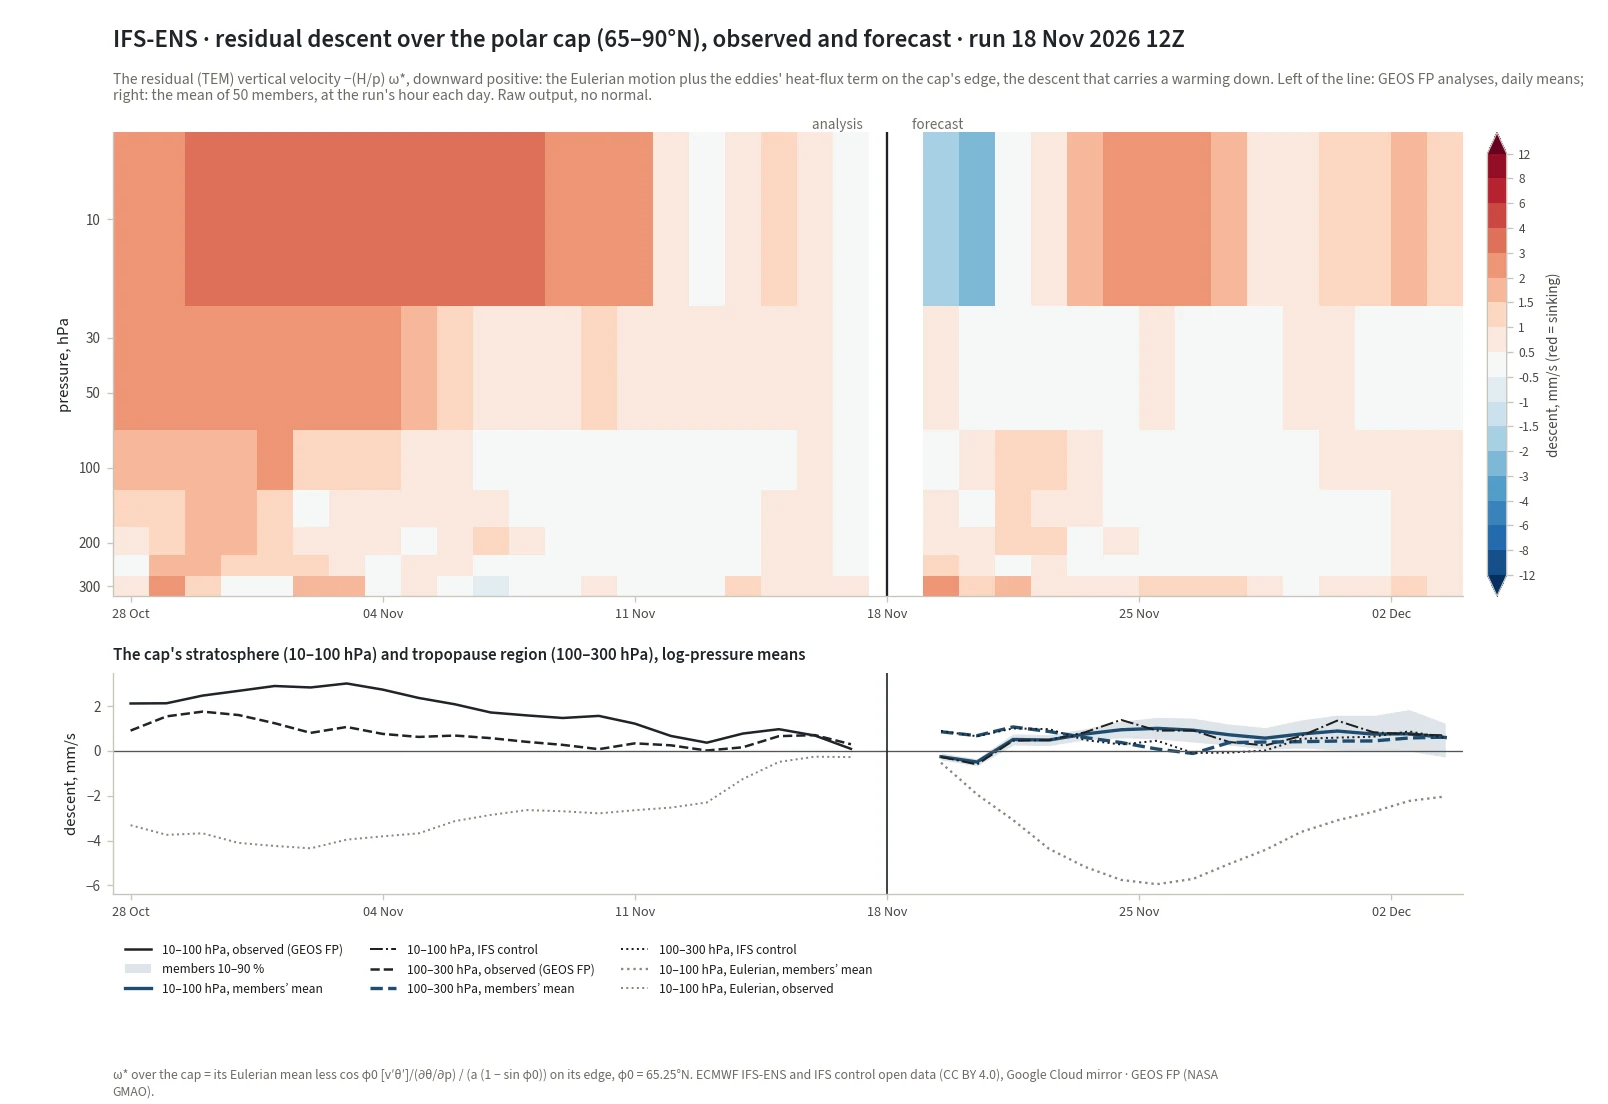 IFS-ENS · residual descent over the polar cap (65–90°N), observed and forecast · run 18 Nov 2026 12Z
The residual (TEM) vertical velocity −(H/p) ω*, downward positive: the Eulerian motion plus the eddies' heat-flux term on the cap's edge, the descent that carries a warming down. Left of the line: GEOS FP analyses, daily means;
right: the mean of 50 members, at the run's hour each day. Raw output, no normal.
analysis
forecast
10
30
50
100
200
300
pressure, hPa
28 Oct
04 Nov
11 Nov
18 Nov
25 Nov
02 Dec
12
8
6
4
3
2
1.5
1
0.5
-0.5
-1
-1.5
-2
-3
-4
-6
-8
-12
descent, mm/s (red = sinking)
The cap's stratosphere (10–100 hPa) and tropopause region (100–300 hPa), log-pressure means
2
0
−2
−4
−6
descent, mm/s
28 Oct
04 Nov
11 Nov
18 Nov
25 Nov
02 Dec
10–100 hPa, observed (GEOS FP)
members 10–90 %
10–100 hPa, members’ mean
10–100 hPa, IFS control
100–300 hPa, observed (GEOS FP)
100–300 hPa, members’ mean
100–300 hPa, IFS control
10–100 hPa, Eulerian, members’ mean
10–100 hPa, Eulerian, observed
ω* over the cap = its Eulerian mean less cos ϕ0 [v′θ′]/(∂θ/∂p) / (a (1 − sin ϕ0)) on its edge, ϕ0 = 65.25°N. ECMWF IFS-ENS and IFS control open data (CC BY 4.0), Google Cloud mirror · GEOS FP (NASA
GMAO).